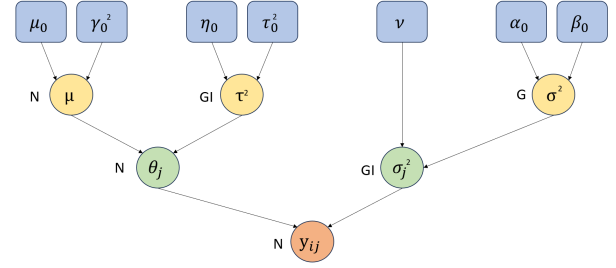 μ₀ γ₀² η₀ τ₀² ν α₀ β₀
N μ GI τ² G σ²
N θⱼ GI σⱼ²
N yᵢⱼ